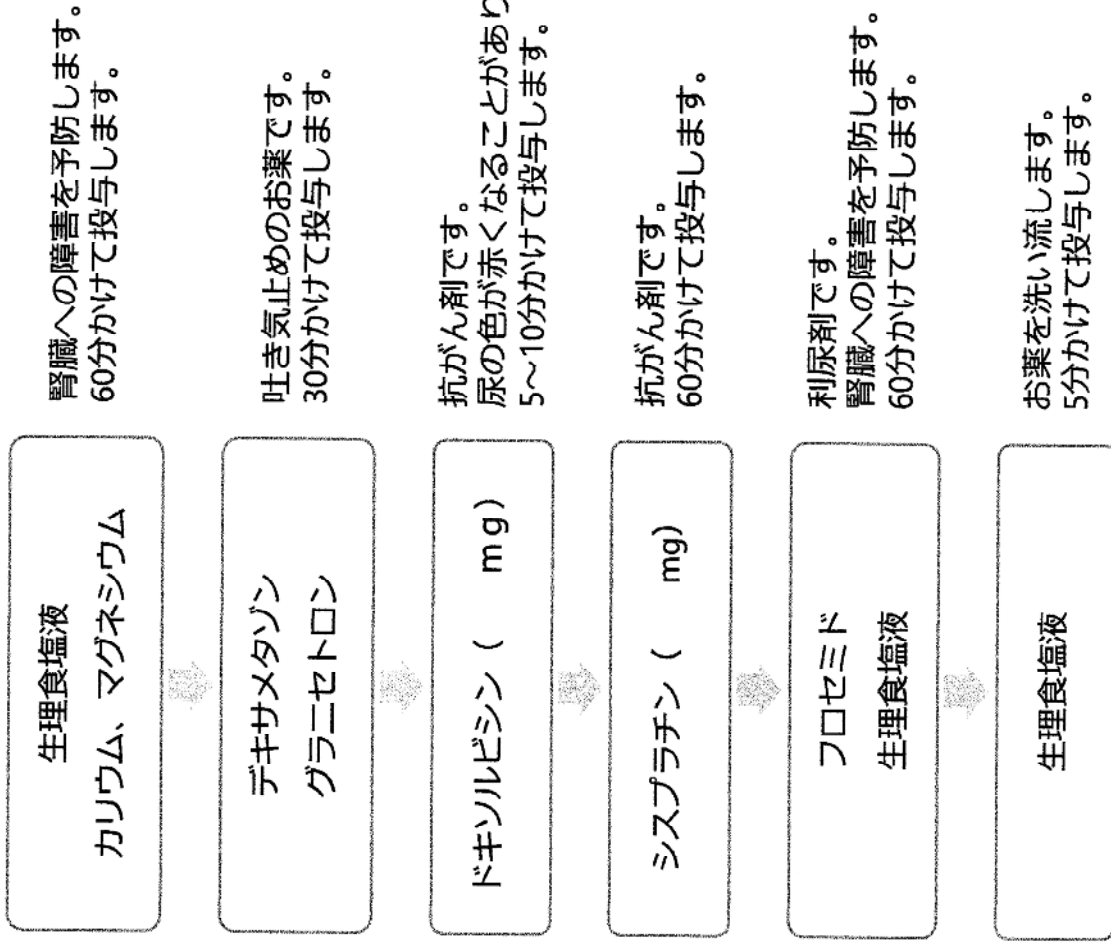 生理食塩液
カリウム、マグネシウム
腎臓への障害を予防します。
60分かけて投与します。
デキサメタゾン
グラニセトロン
吐き気止めのお薬です。
30分かけて投与します。
ドキソルビシン（　　mg）
抗がん剤です。
尿の色が赤くなることがあり
5～10分かけて投与します。
シスプラチン（　　mg)
抗がん剤です。
60分かけて投与します。
フロセミド
生理食塩液
利尿剤です。
腎臓への障害を予防します。
60分かけて投与します。
生理食塩液
お薬を洗い流します。
5分かけて投与します。